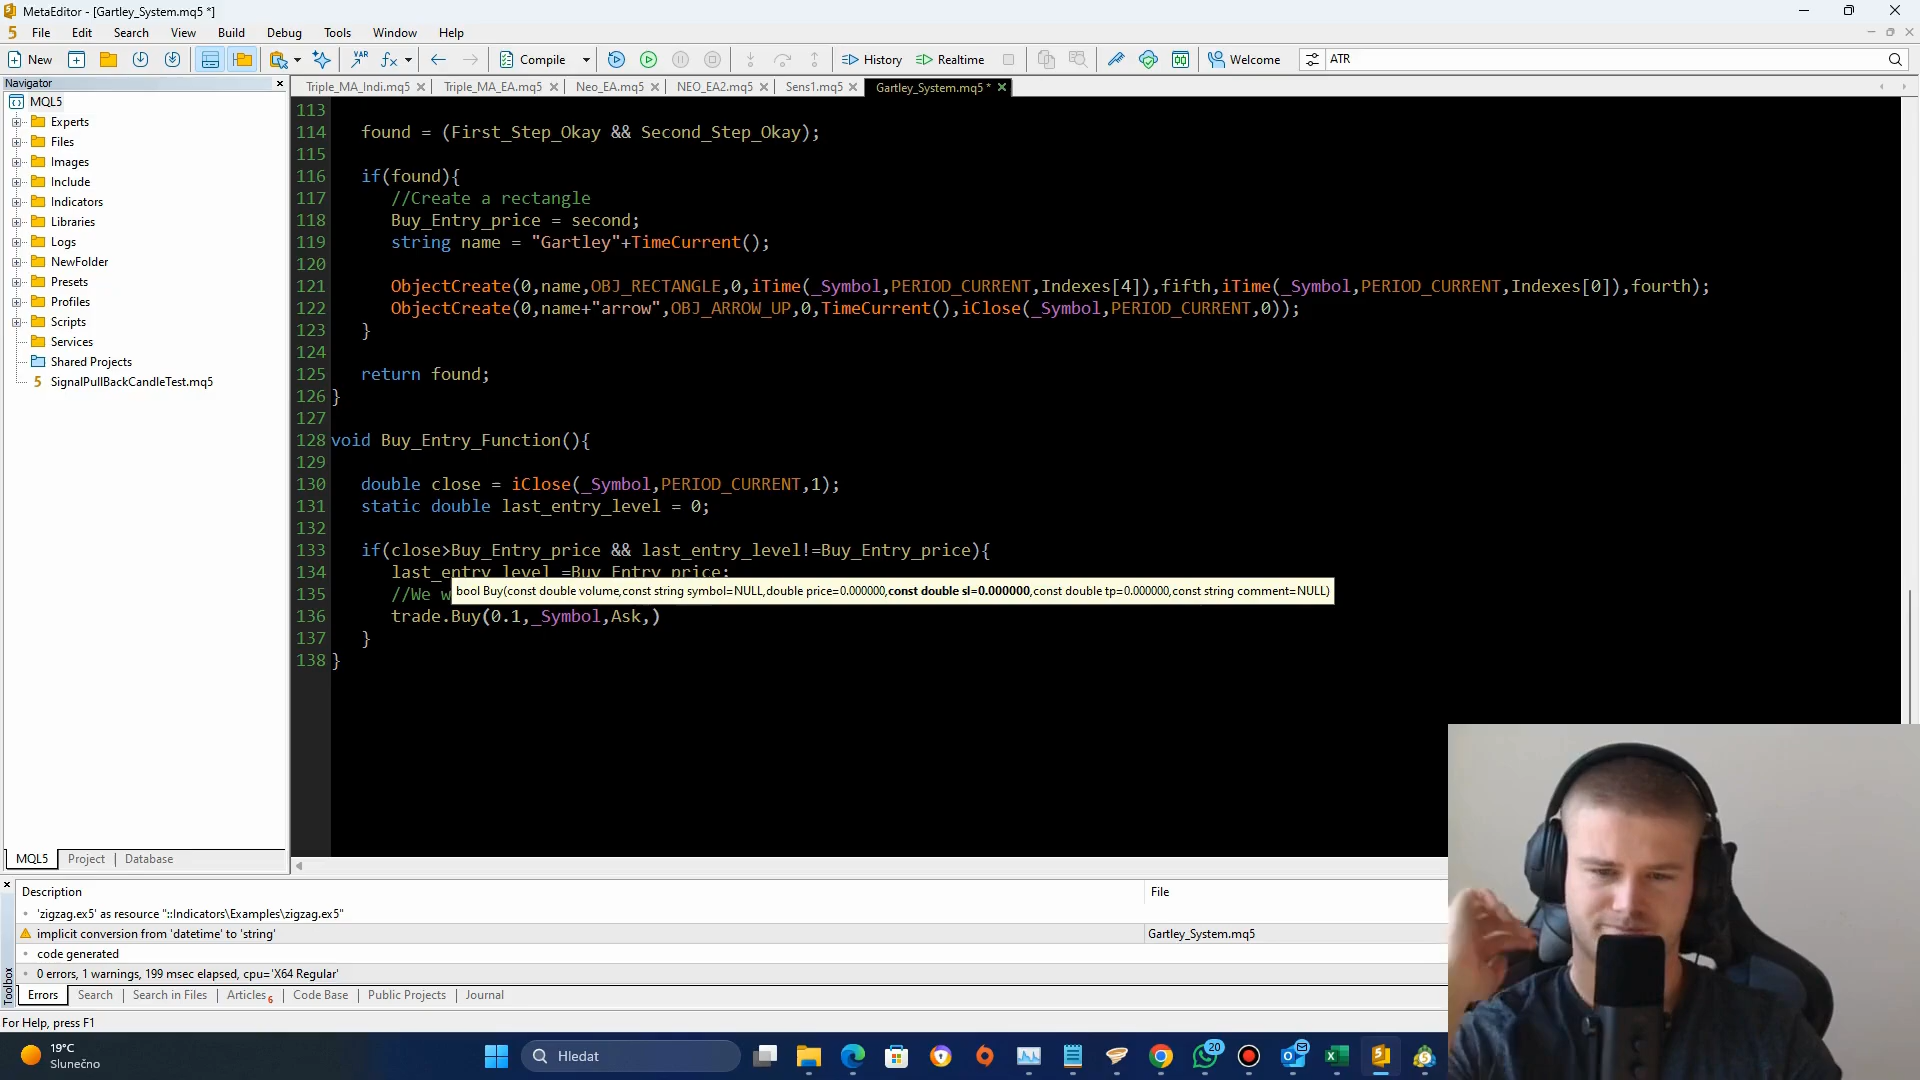 MetaEditor - [Gartley_System.mq5 *]
File Edit Search View Build Debug Tools Window Help
New Compile History Realtime Welcome ATR
Navigator
Triple_MA_Indi.mq5 Triple_MA_EA.mq5 Neo_EA.mq5 NEO_EA2.mq5 Sens1.mq5 Gartley_System.mq5 *
MQL5
Experts
Files
Images
Include
Indicators
Libraries
Logs
NewFolder
Presets
Profiles
Scripts
Services
Shared Projects
SignalPullBackCandleTest.mq5
MQL5 Project Database
113
114 found = (First_Step_Okay && Second_Step_Okay);
115
116 if(found){
117 //Create a rectangle
118 Buy_Entry_price = second;
119 string name = "Gartley"+TimeCurrent();
120
121 ObjectCreate(0,name,OBJ_RECTANGLE,0,iTime(_Symbol,PERIOD_CURRENT,Indexes[4]),fifth,iTime(_Symbol,PERIOD_CURRENT,Indexes[0]),fourth);
122 ObjectCreate(0,name+"arrow",OBJ_ARROW_UP,0,TimeCurrent(),iClose(_Symbol,PERIOD_CURRENT,0));
123 }
124
125 return found;
126 }
127
128 void Buy_Entry_Function(){
129
130 double close = iClose(_Symbol,PERIOD_CURRENT,1);
131 static double last_entry_level = 0;
132
133 if(close>Buy_Entry_price && last_entry_level!=Buy_Entry_price){
134 last_entry_level =Buy_Entry_price;
135 //We w
bool Buy(const double volume,const string symbol=NULL,double price=0.000000,const double sl=0.000000,const double tp=0.000000,const string comment=NULL)
136 trade.Buy(0.1,_Symbol,Ask,)
137 }
138 }
Description File
'zigzag.ex5' as resource "::Indicators\Examples\zigzag.ex5"
implicit conversion from 'datetime' to 'string' Gartley_System.mq5
code generated
0 errors, 1 warnings, 199 msec elapsed, cpu='X64 Regular'
Toolbox
Errors Search Search in Files Articles 6 Code Base Public Projects Journal
For Help, press F1
19°C
Slunečno
Hledat
20